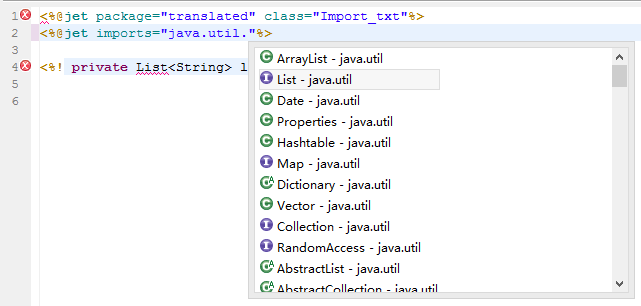 1 <%@jet package="translated" class="Import_txt"%>
2 <%@jet imports="java.util."%>
3
4 <%! private List<String> l
5
6
ArrayList - java.util
List - java.util
Date - java.util
Properties - java.util
Hashtable - java.util
Map - java.util
Dictionary - java.util
Vector - java.util
Collection - java.util
RandomAccess - java.util
AbstractList - java.util
AbstractCollection - java.util